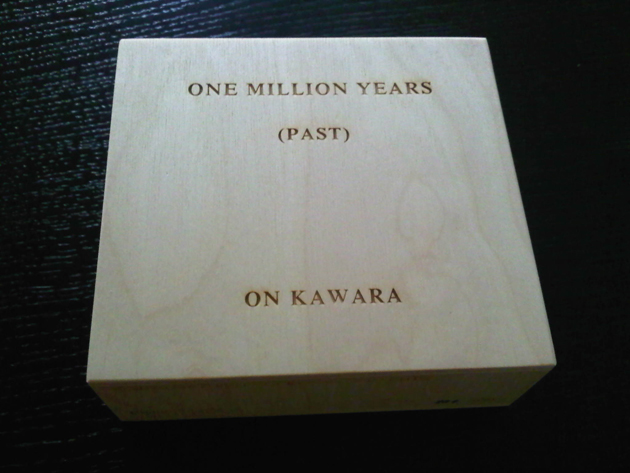 ONE MILLION YEARS
(PAST)
ON KAWARA